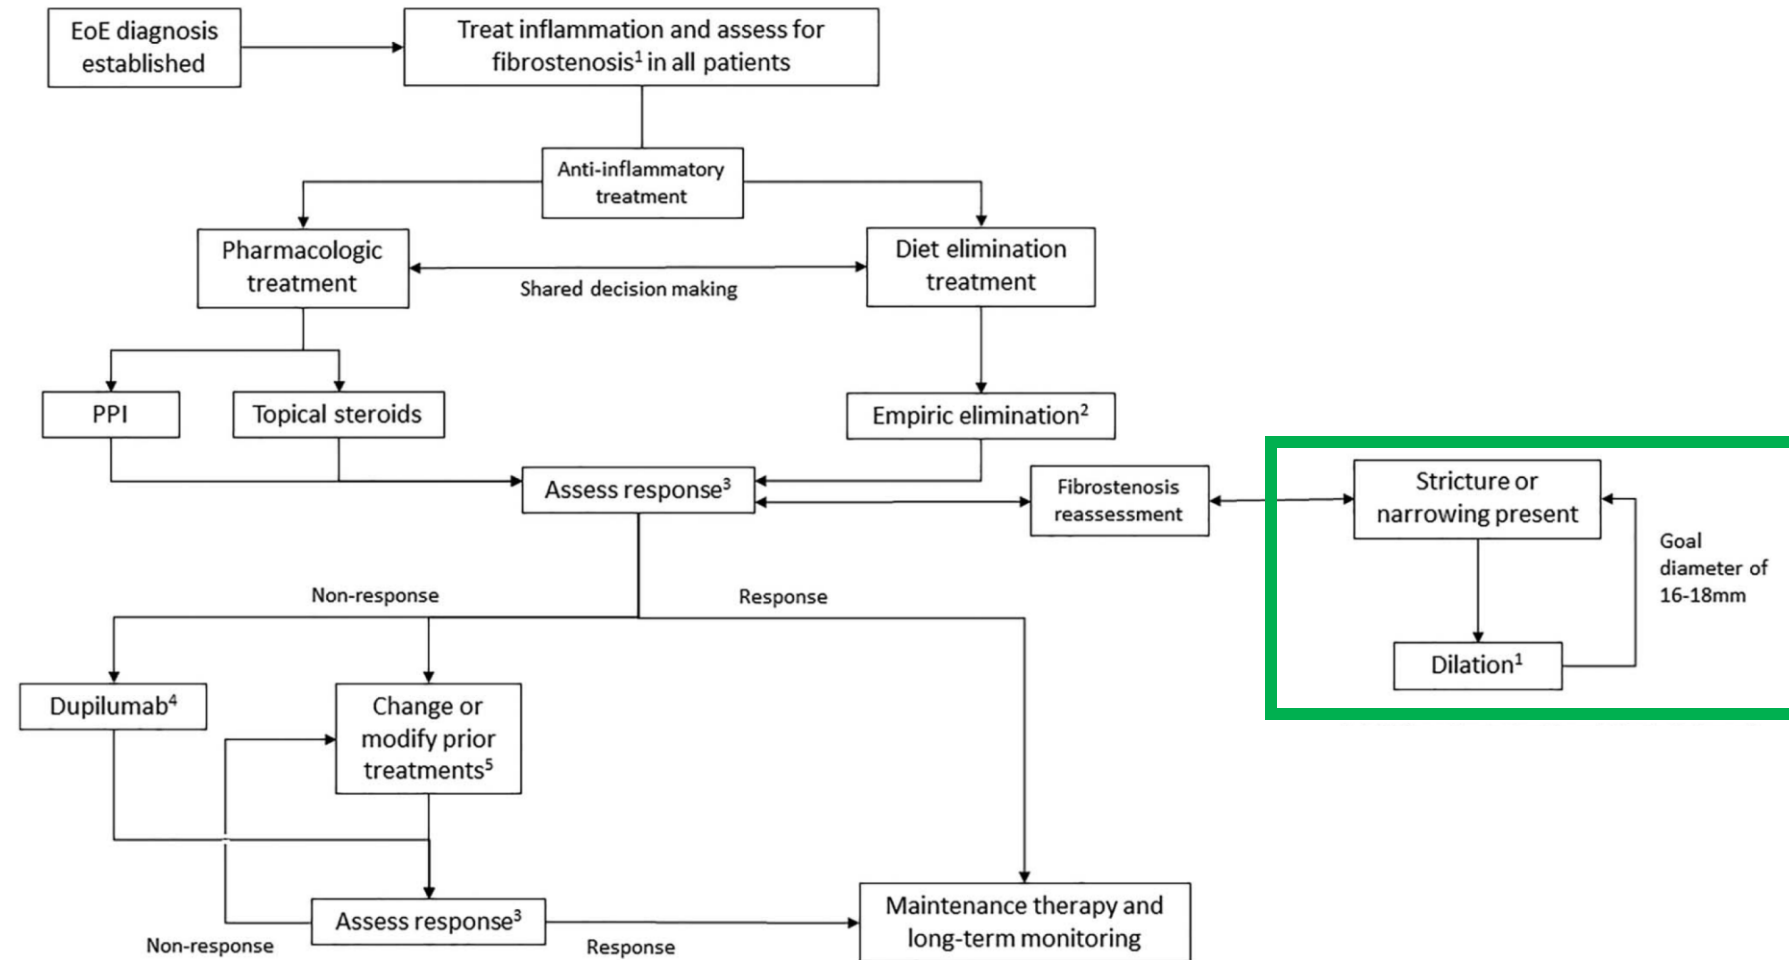 EoE diagnosis
established
Treat inflammation and assess for
fibrostenosis¹ in all patients
Anti-inflammatory
treatment
Pharmacologic
treatment
Shared decision making
Diet elimination
treatment
PPI
Topical steroids
Empiric elimination²
Assess response³
Fibrostenosis
reassessment
Stricture or
narrowing present
Goal
diameter of
16-18mm
Dilation¹
Non-response
Response
Dupilumab⁴
Change or
modify prior
treatments⁵
Assess response³
Non-response
Response
Maintenance therapy and
long-term monitoring